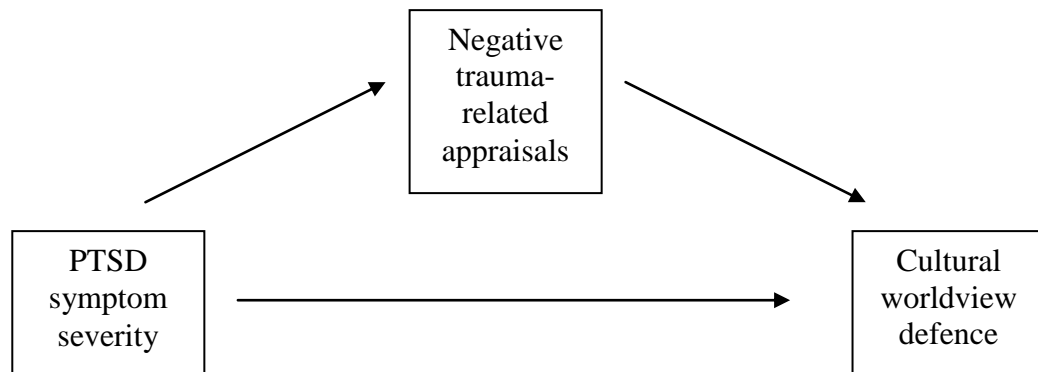 Negative
trauma-
related
appraisals
PTSD
symptom
severity
Cultural
worldview
defence